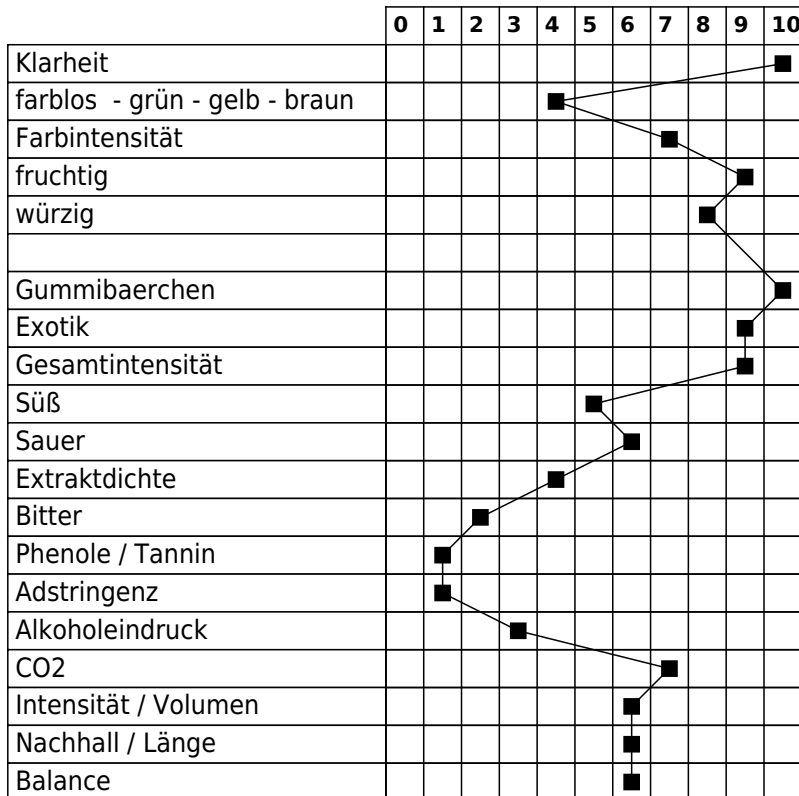 0 1 2 3 4 5 6 7 8 9 10
Klarheit
farblos - grün - gelb - braun
Farbintensität
fruchtig
würzig
Gummibaerchen
Exotik
Gesamtintensität
Süß
Sauer
Extraktdichte
Bitter
Phenole / Tannin
Adstringenz
Alkoholeindruck
CO2
Intensität / Volumen
Nachhall / Länge
Balance